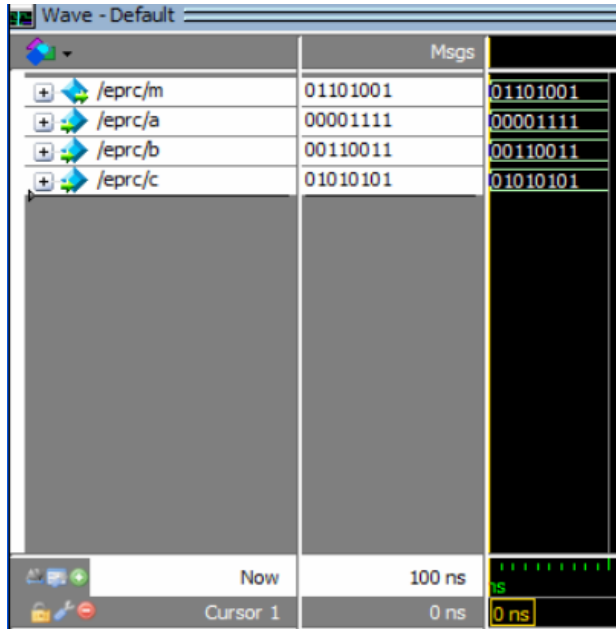 Wave - Default
Msgs
/eprc/m 01101001 01101001
/eprc/a 00001111 00001111
/eprc/b 00110011 00110011
/eprc/c 01010101 01010101
Now 100 ns ns
Cursor 1 0 ns 0 ns